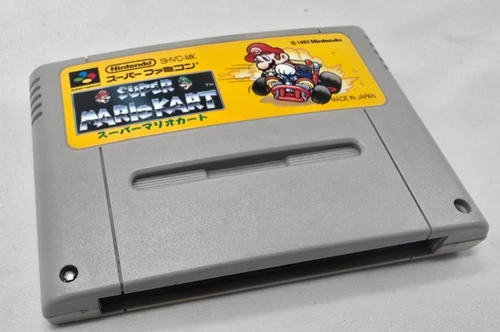 Nintendo SHVC-MK
スーパーファミコン
SUPER
MARIOKART TM
スーパーマリオカート
© 1992 Nintendo
MADE IN JAPAN